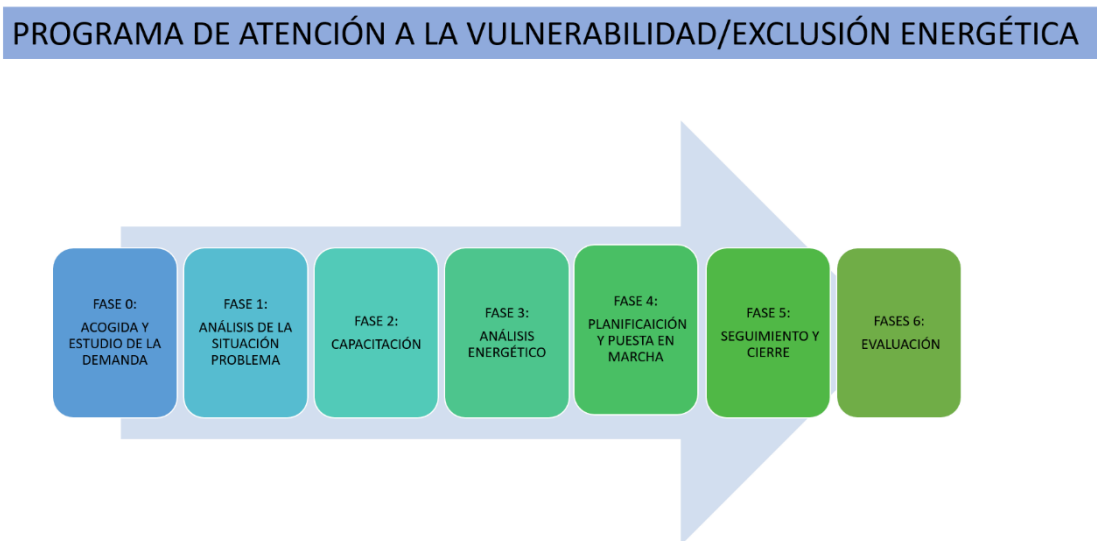 PROGRAMA DE ATENCIÓN A LA VULNERABILIDAD/EXCLUSIÓN ENERGÉTICA
FASE 0:
ACOGIDA Y
ESTUDIO DE LA
DEMANDA
FASE 1:
ANÁLISIS DE LA
SITUACIÓN
PROBLEMA
FASE 2:
CAPACITACIÓN
FASE 3:
ANÁLISIS
ENERGÉTICO
FASE 4:
PLANIFICAICIÓN
Y PUESTA EN
MARCHA
FASE 5:
SEGUIMIENTO Y
CIERRE
FASES 6:
EVALUACIÓN